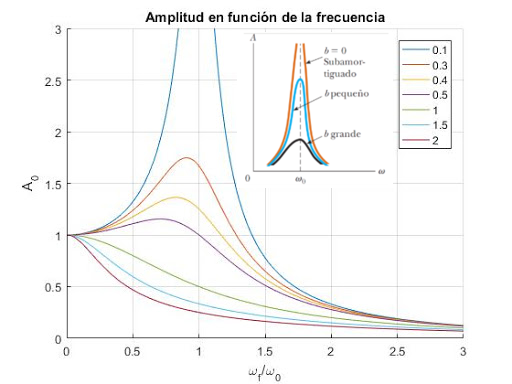 Amplitud en función de la frecuencia
3
2.5
2
1.5
1
0.5
0
A0
0
0.5
1
1.5
2
2.5
3
ωf/ω0
0.1
0.3
0.4
0.5
1
1.5
2
A
b = 0
Subamor-
tiguado
b pequeño
b grande
0
ω0
ω